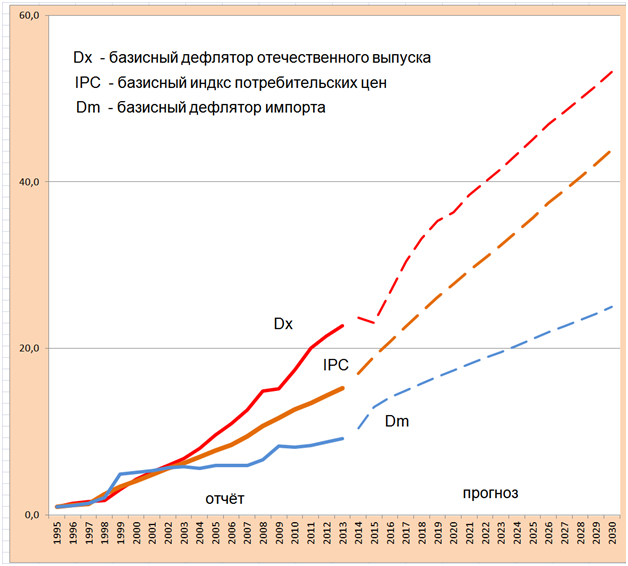 60,0
Dx - базисный дефлятор отечественного выпуска
IPC - базисный индкс потребительских цен
Dm - базисный дефлятор импорта
40,0
Dx
20,0
IPC
Dm
отчёт
прогноз
0,0
1995 1996 1997 1998 1999 2000 2001 2002 2003 2004 2005 2006 2007 2008 2009 2010 2011 2012 2013 2014 2015 2016 2017 2018 2019 2020 2021 2022 2023 2024 2025 2026 2027 2028 2029 2030